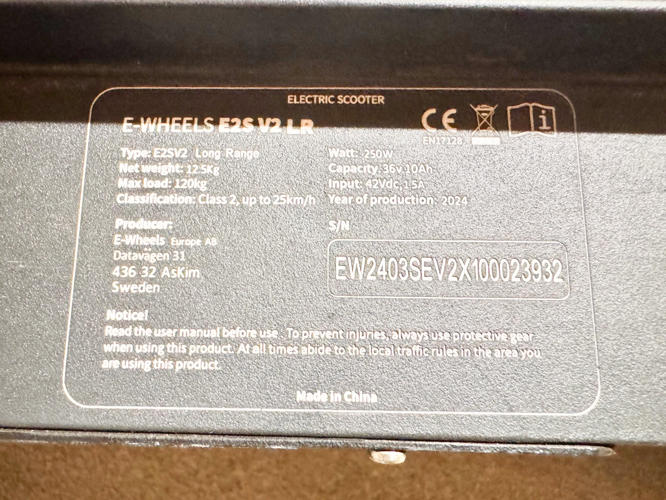 ELECTRIC SCOOTER
E-WHEELS E2S V2 LR
CE
EN17128
Type: E2SV2 Long Range
Net weight: 12.5Kg
Max load: 120kg
Classification: Class 2, up to 25km/h
Watt: 250W
Capacity 36v 10Ah
Input: 42Vdc, 1.5A
Year of production: 2024
Producer:
E-Wheels Europe AB
Datavägen 31
436 32 AsKim
Sweden
S/N
EW2403SEV2X100023932
Notice!
Read the user manual before use. To prevent injuries, always use protective gear
when using this product. At all times abide to the local traffic rules in the area you
are using this product.
Made in China